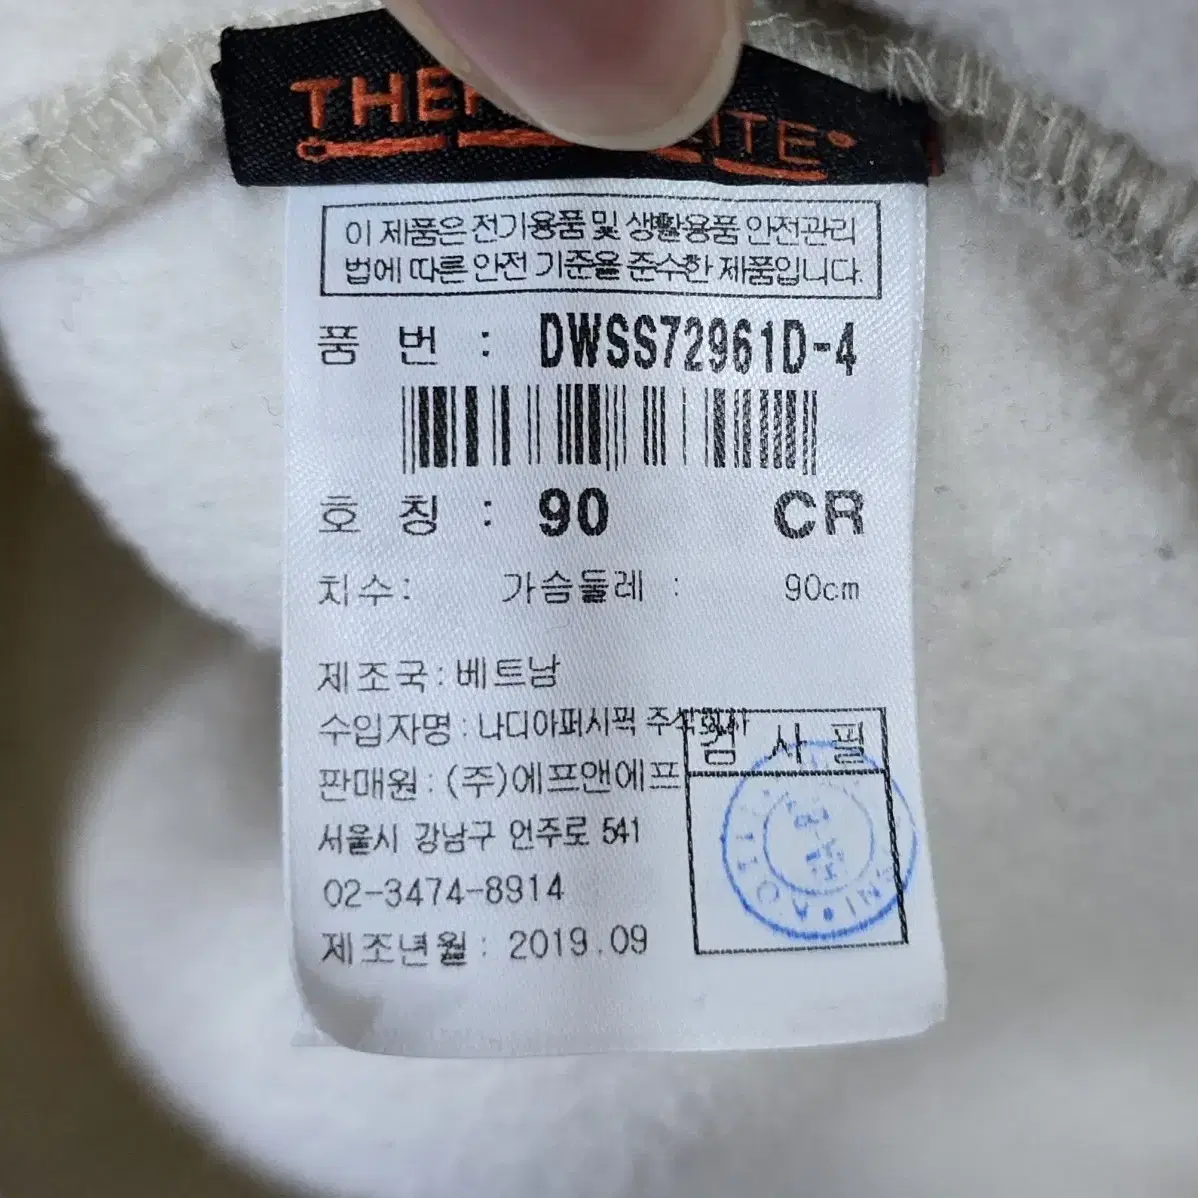 이 제품은 전기용품 및 생활용품 안전관리
법에 따른 안전 기준을 준수한 제품입니다.
품 번 : DWSS72961D-4
호 칭 : 90 CR
치수: 가슴둘레 : 90cm
제조국:베트남
수입자명:나디아퍼시픽 주식회사
검 사 필
판매원:(주)에프앤에프
서울시 강남구 언주로 541
02-3474-8914
제조년월: 2019.09